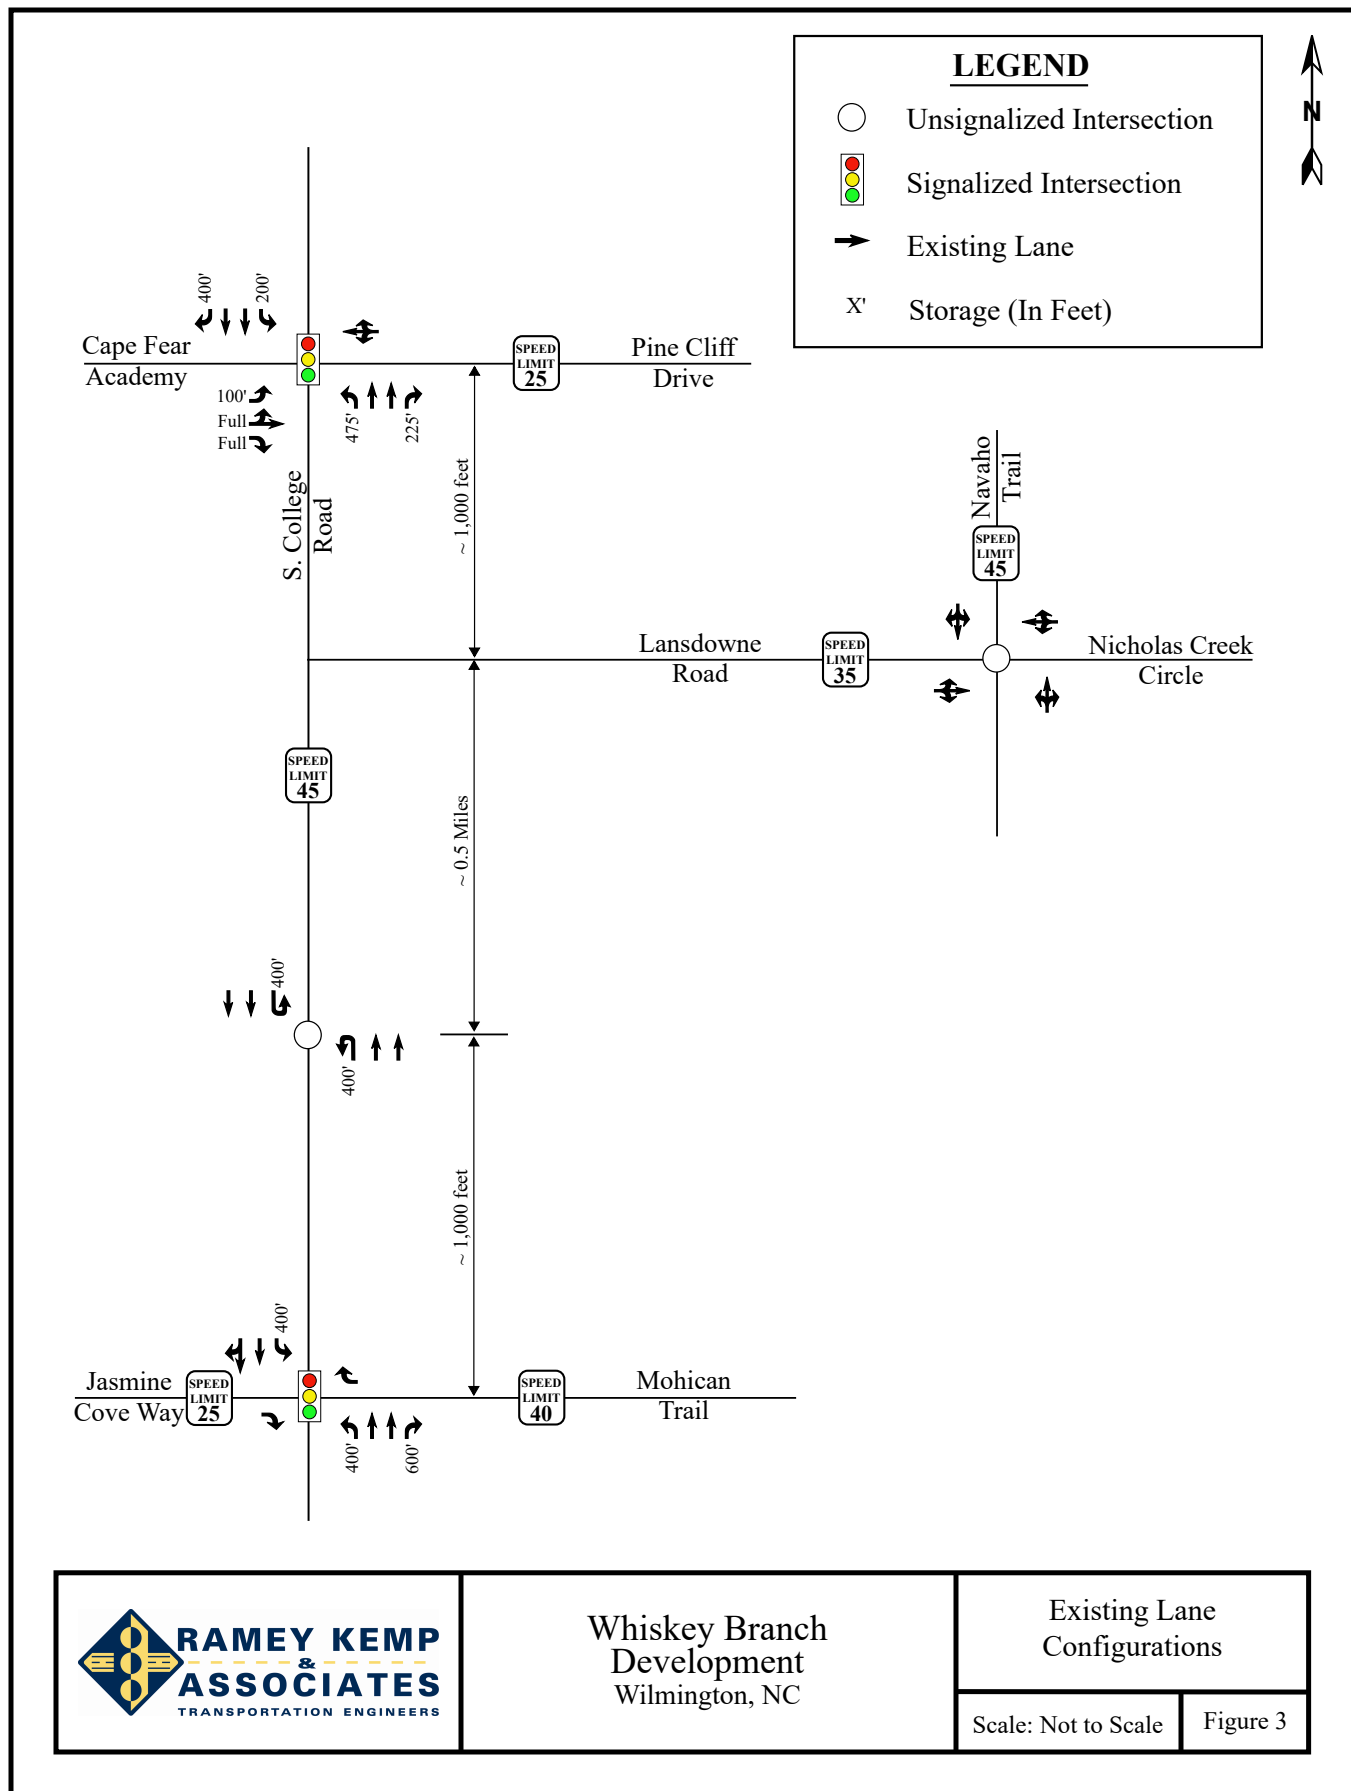 LEGEND
Unsignalized Intersection
Signalized Intersection
Existing Lane
X'
Storage (In Feet)
N
400'
200'
Cape Fear
Academy
SPEED
LIMIT
25
Pine Cliff
Drive
100'
Full
Full
475'
225'
S. College
Road
~ 1,000 feet
Navaho
Trail
SPEED
LIMIT
45
Lansdowne
Road
SPEED
LIMIT
35
Nicholas Creek
Circle
SPEED
LIMIT
45
~ 0.5 Miles
400'
400'
~ 1,000 feet
400'
Jasmine
Cove Way
SPEED
LIMIT
25
SPEED
LIMIT
40
Mohican
Trail
400'
600'
RAMEY KEMP
&
ASSOCIATES
TRANSPORTATION ENGINEERS
Whiskey Branch
Development
Wilmington, NC
Existing Lane
Configurations
Scale: Not to Scale
Figure 3